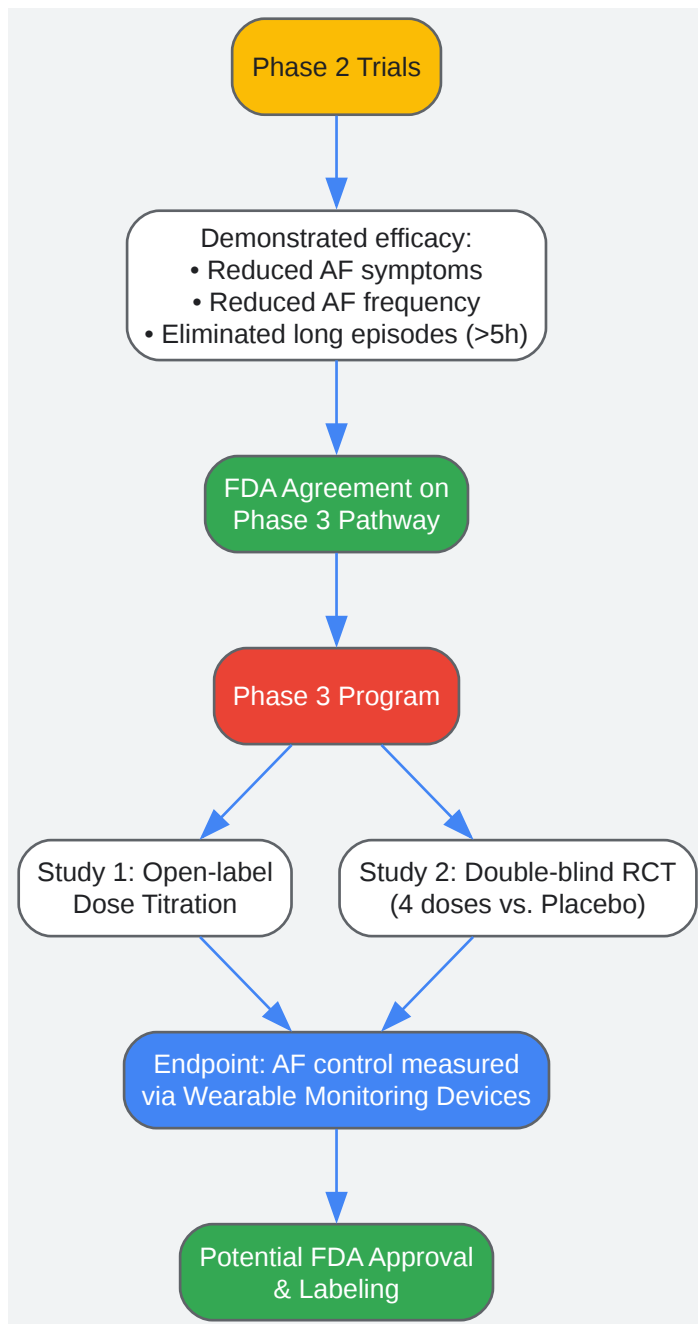 Phase 2 Trials
Demonstrated efficacy:
• Reduced AF symptoms
• Reduced AF frequency
• Eliminated long episodes (>5h)
FDA Agreement on
Phase 3 Pathway
Phase 3 Program
Study 1: Open-label
Dose Titration
Study 2: Double-blind RCT
(4 doses vs. Placebo)
Endpoint: AF control measured
via Wearable Monitoring Devices
Potential FDA Approval
& Labeling